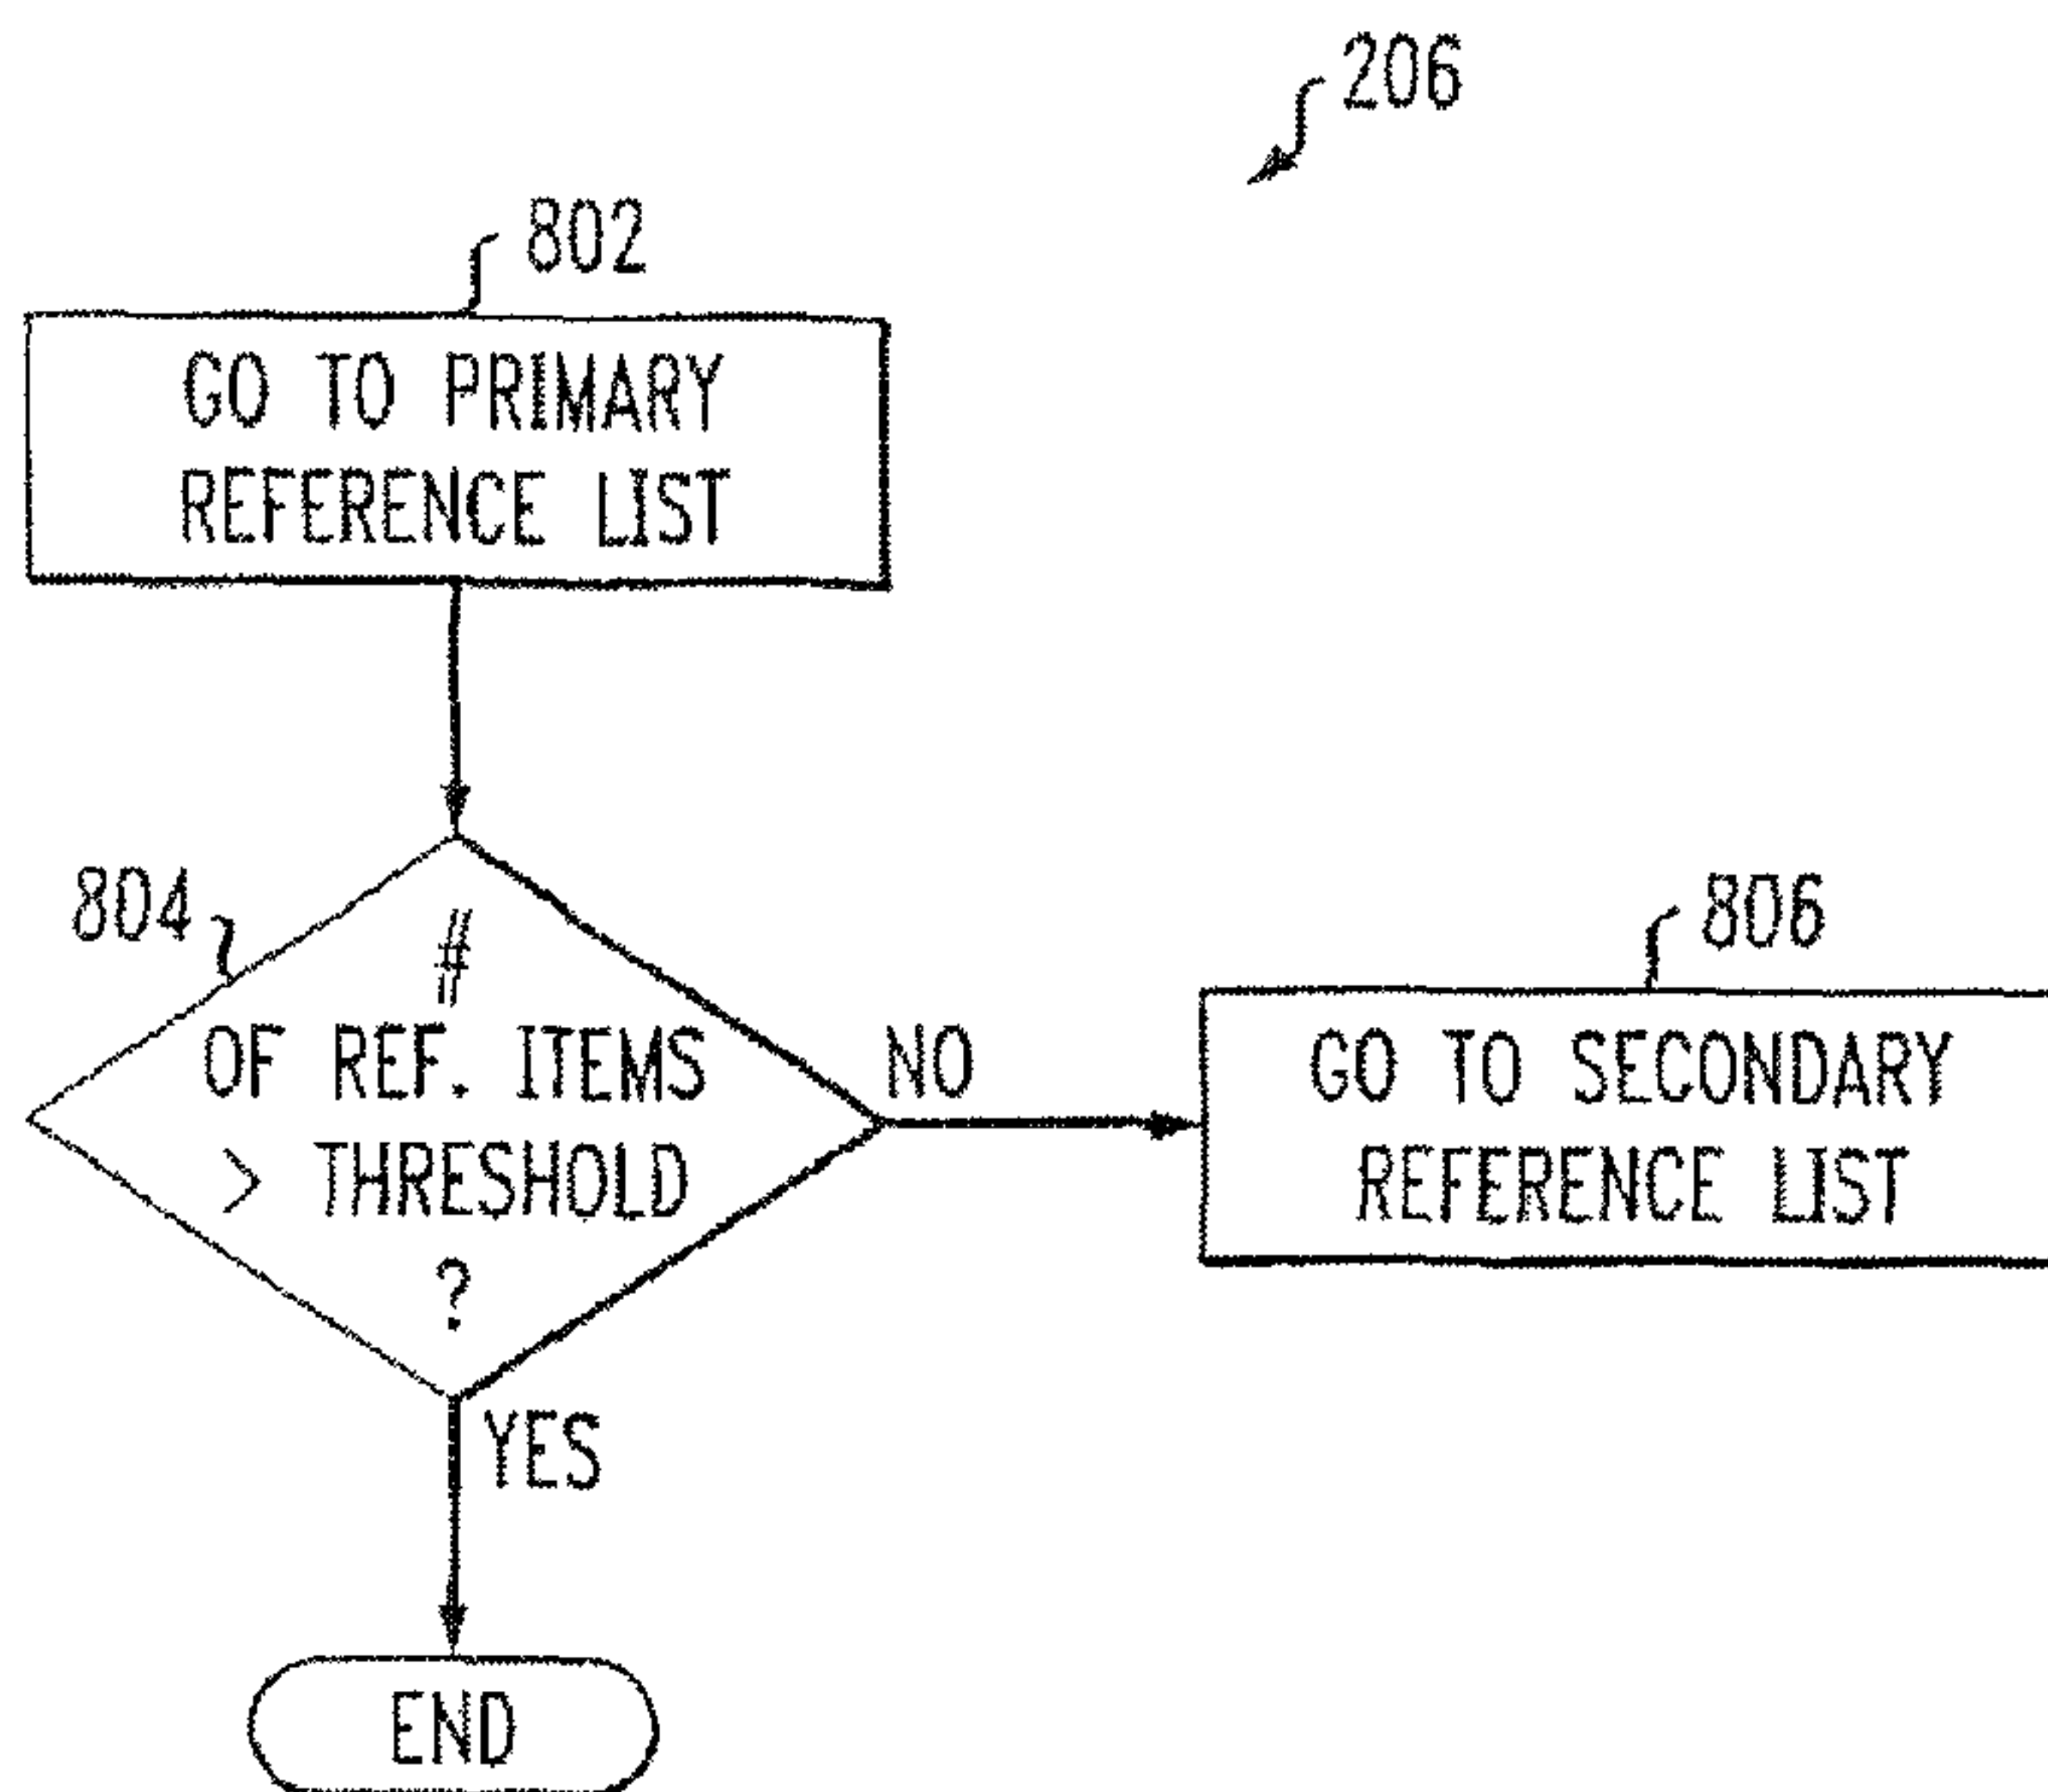 206
802
GO TO PRIMARY
REFERENCE LIST
804
#
OF REF. ITEMS
> THRESHOLD
?
NO
806
GO TO SECONDARY
REFERENCE LIST
YES
END